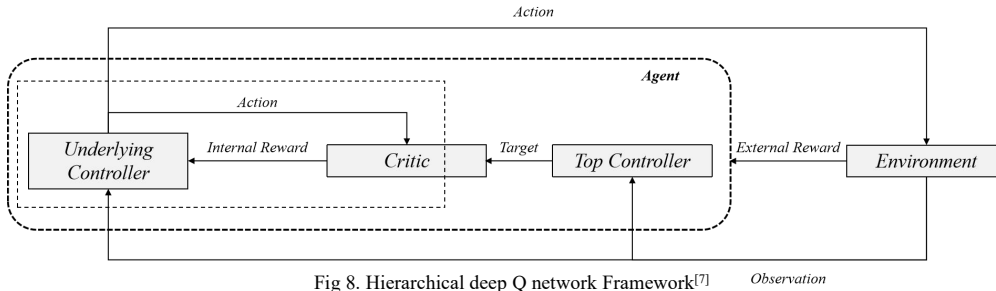 Action
Agent
Action
Underlying
Controller
Internal Reward
Critic
Target
Top Controller
External Reward
Environment
Observation
Fig 8. Hierarchical deep Q network Framework[7]